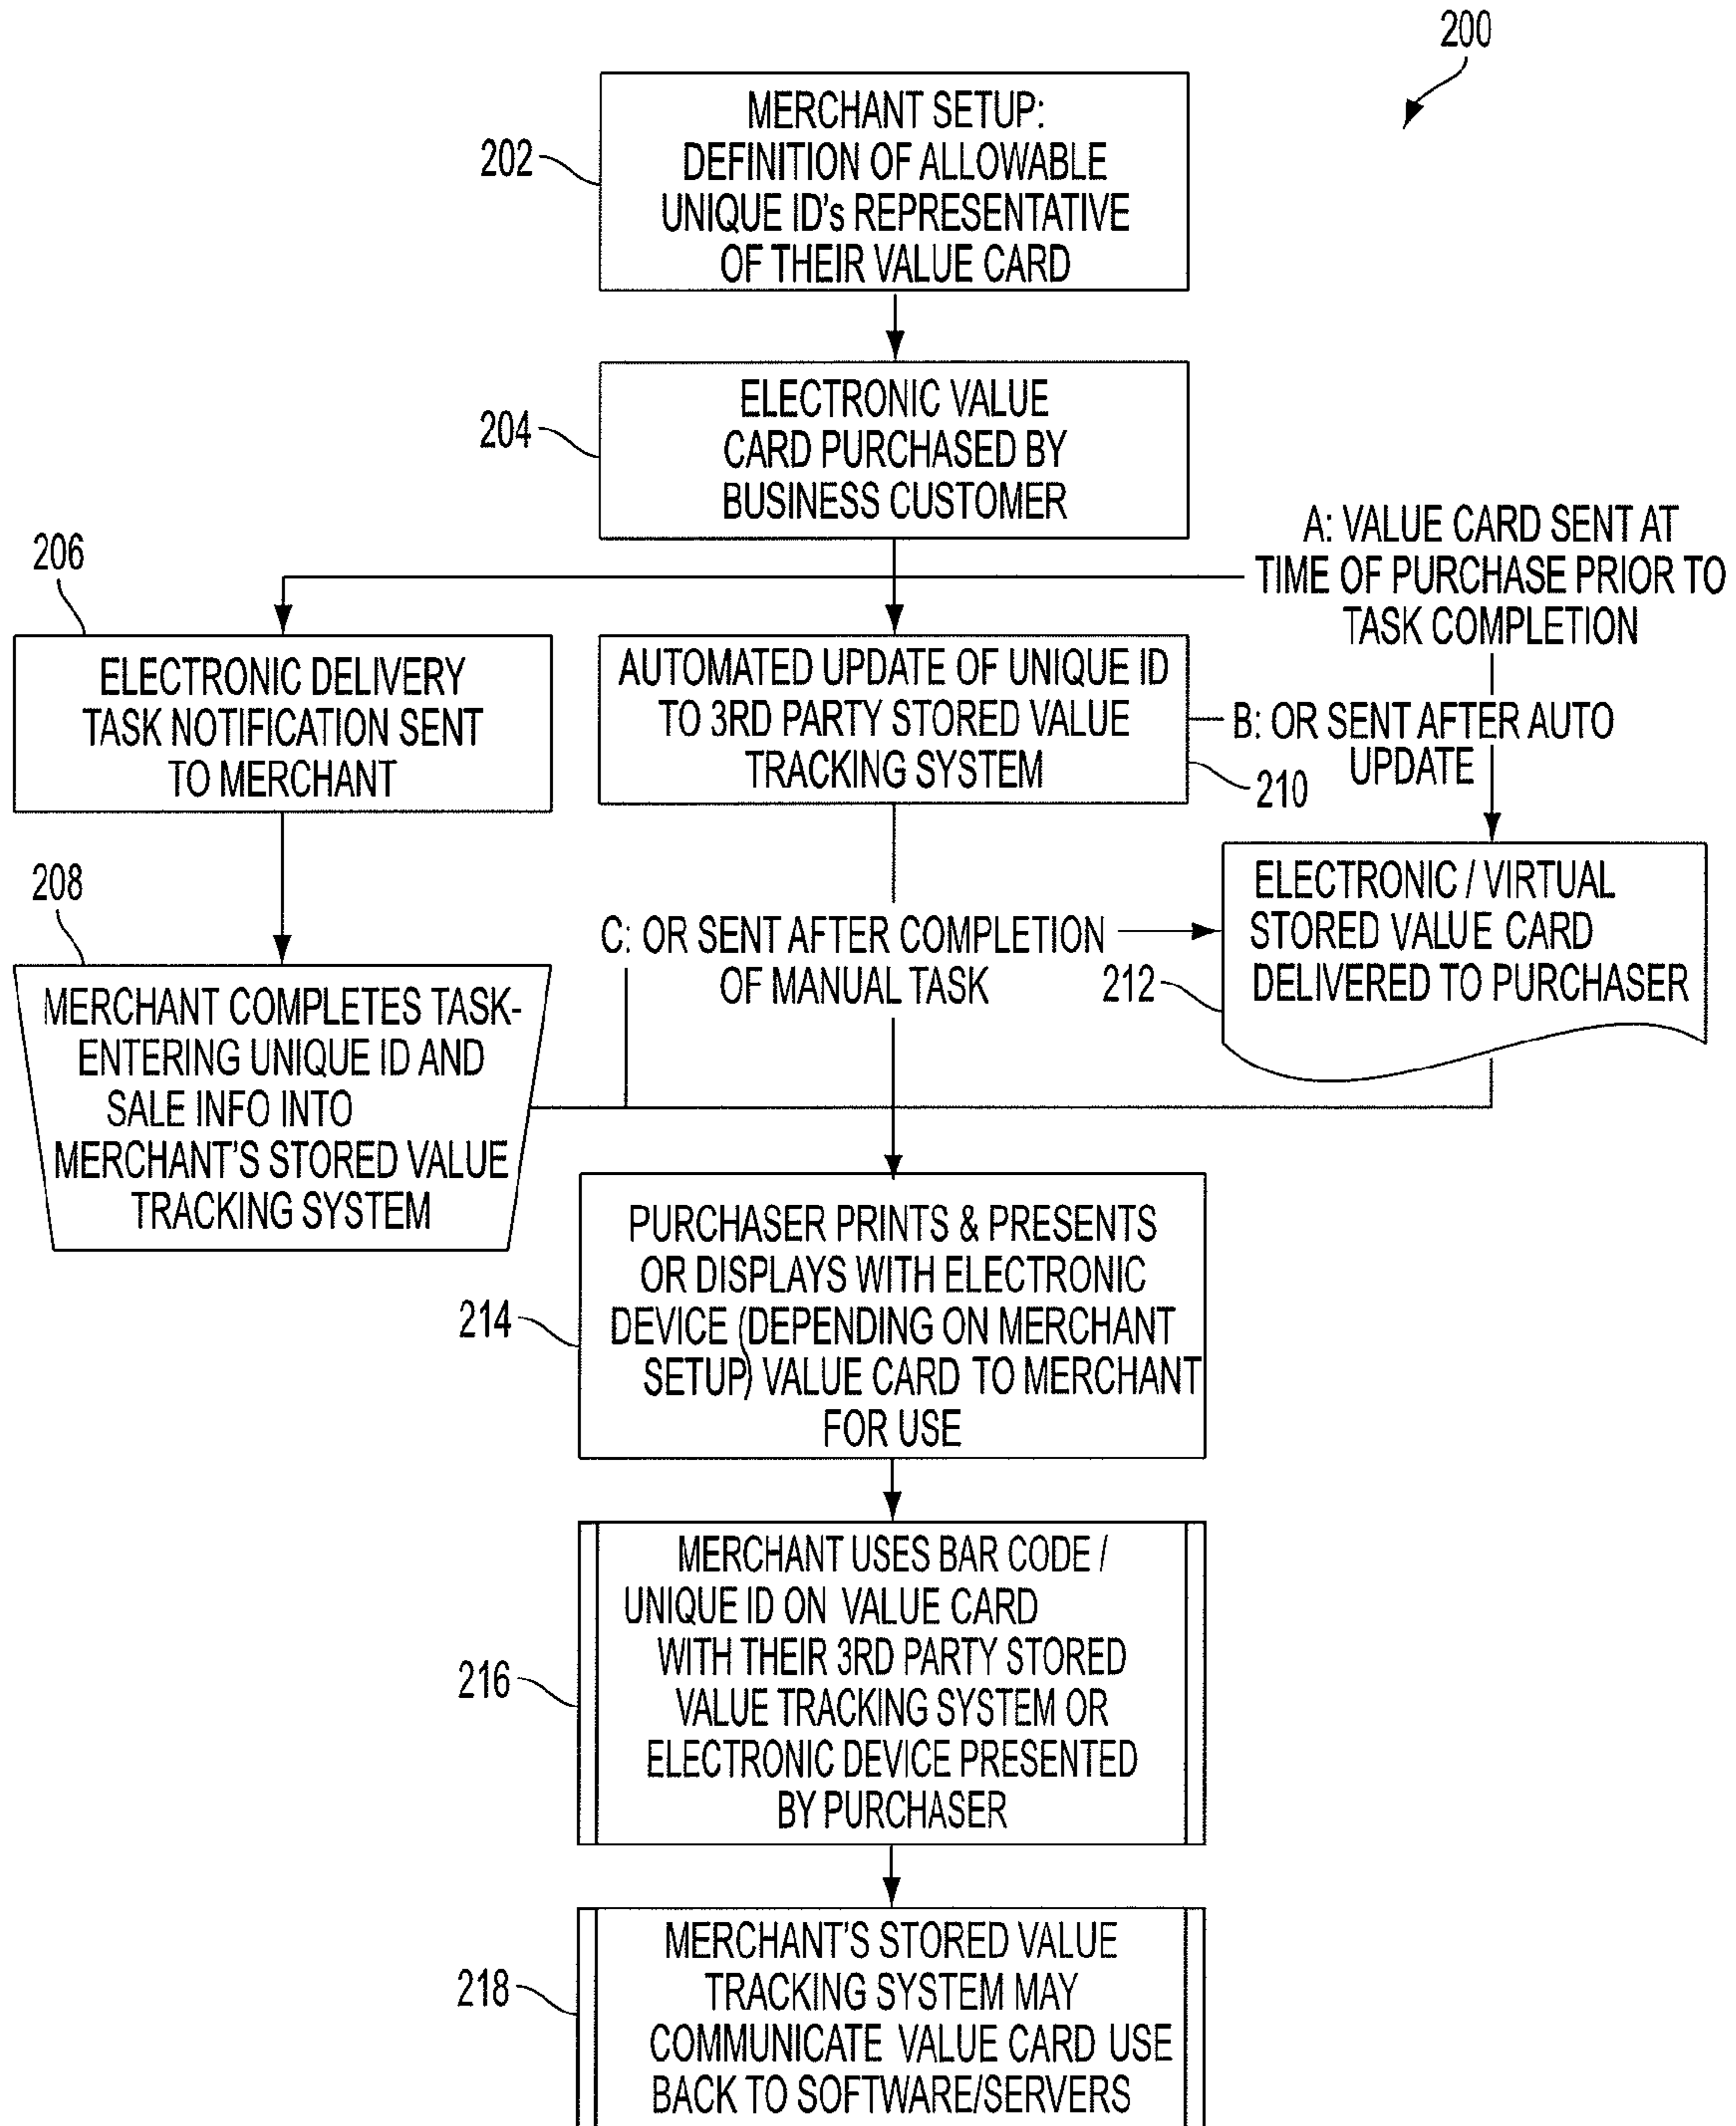 200
202
MERCHANT SETUP:
DEFINITION OF ALLOWABLE
UNIQUE ID's REPRESENTATIVE
OF THEIR VALUE CARD
204
ELECTRONIC VALUE
CARD PURCHASED BY
BUSINESS CUSTOMER
A: VALUE CARD SENT AT
TIME OF PURCHASE PRIOR TO
TASK COMPLETION
206
ELECTRONIC DELIVERY
TASK NOTIFICATION SENT
TO MERCHANT
AUTOMATED UPDATE OF UNIQUE ID
TO 3RD PARTY STORED VALUE
TRACKING SYSTEM
210
B: OR SENT AFTER AUTO
UPDATE
208
MERCHANT COMPLETES TASK-
ENTERING UNIQUE ID AND
SALE INFO INTO
MERCHANT'S STORED VALUE
TRACKING SYSTEM
C: OR SENT AFTER COMPLETION
OF MANUAL TASK
212
ELECTRONIC / VIRTUAL
STORED VALUE CARD
DELIVERED TO PURCHASER
214
PURCHASER PRINTS & PRESENTS
OR DISPLAYS WITH ELECTRONIC
DEVICE (DEPENDING ON MERCHANT
SETUP) VALUE CARD TO MERCHANT
FOR USE
216
MERCHANT USES BAR CODE /
UNIQUE ID ON VALUE CARD
WITH THEIR 3RD PARTY STORED
VALUE TRACKING SYSTEM OR
ELECTRONIC DEVICE PRESENTED
BY PURCHASER
218
MERCHANT'S STORED VALUE
TRACKING SYSTEM MAY
COMMUNICATE VALUE CARD USE
BACK TO SOFTWARE/SERVERS